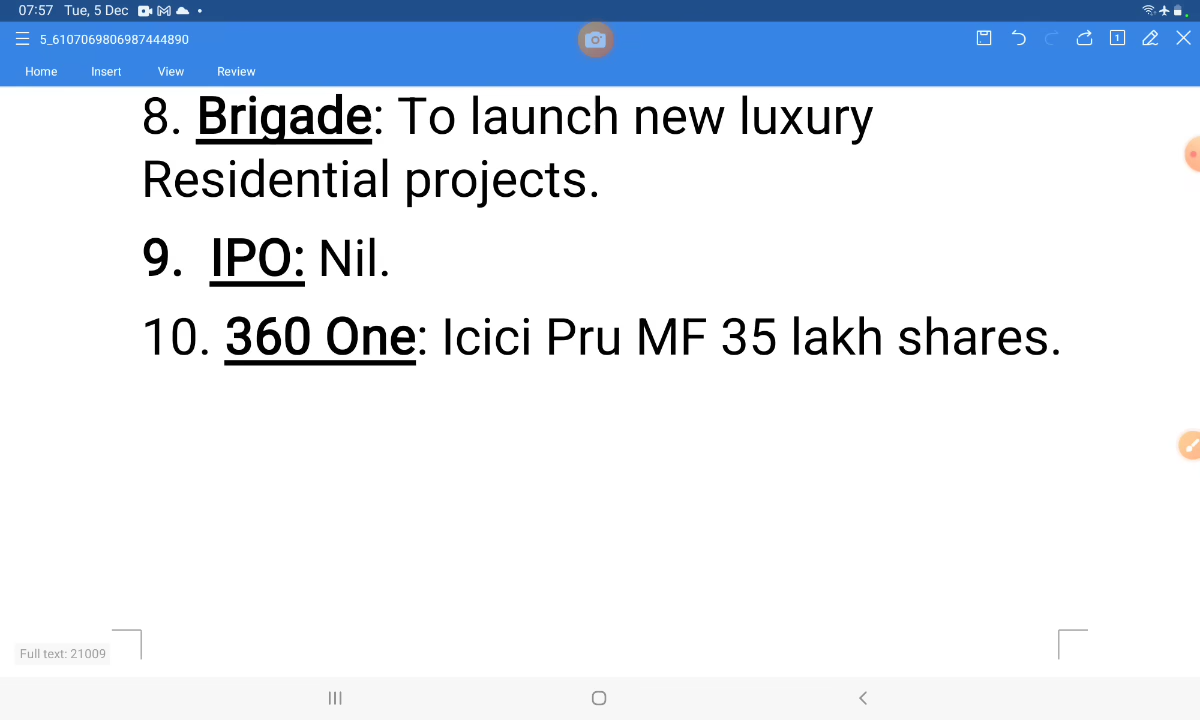 07:57 Tue, 5 Dec
5_6107069806987444890
1
Home Insert View Review
8. Brigade: To launch new luxury
Residential projects.
9. IPO: Nil.
10. 360 One: Icici Pru MF 35 lakh shares.
Full text: 21009